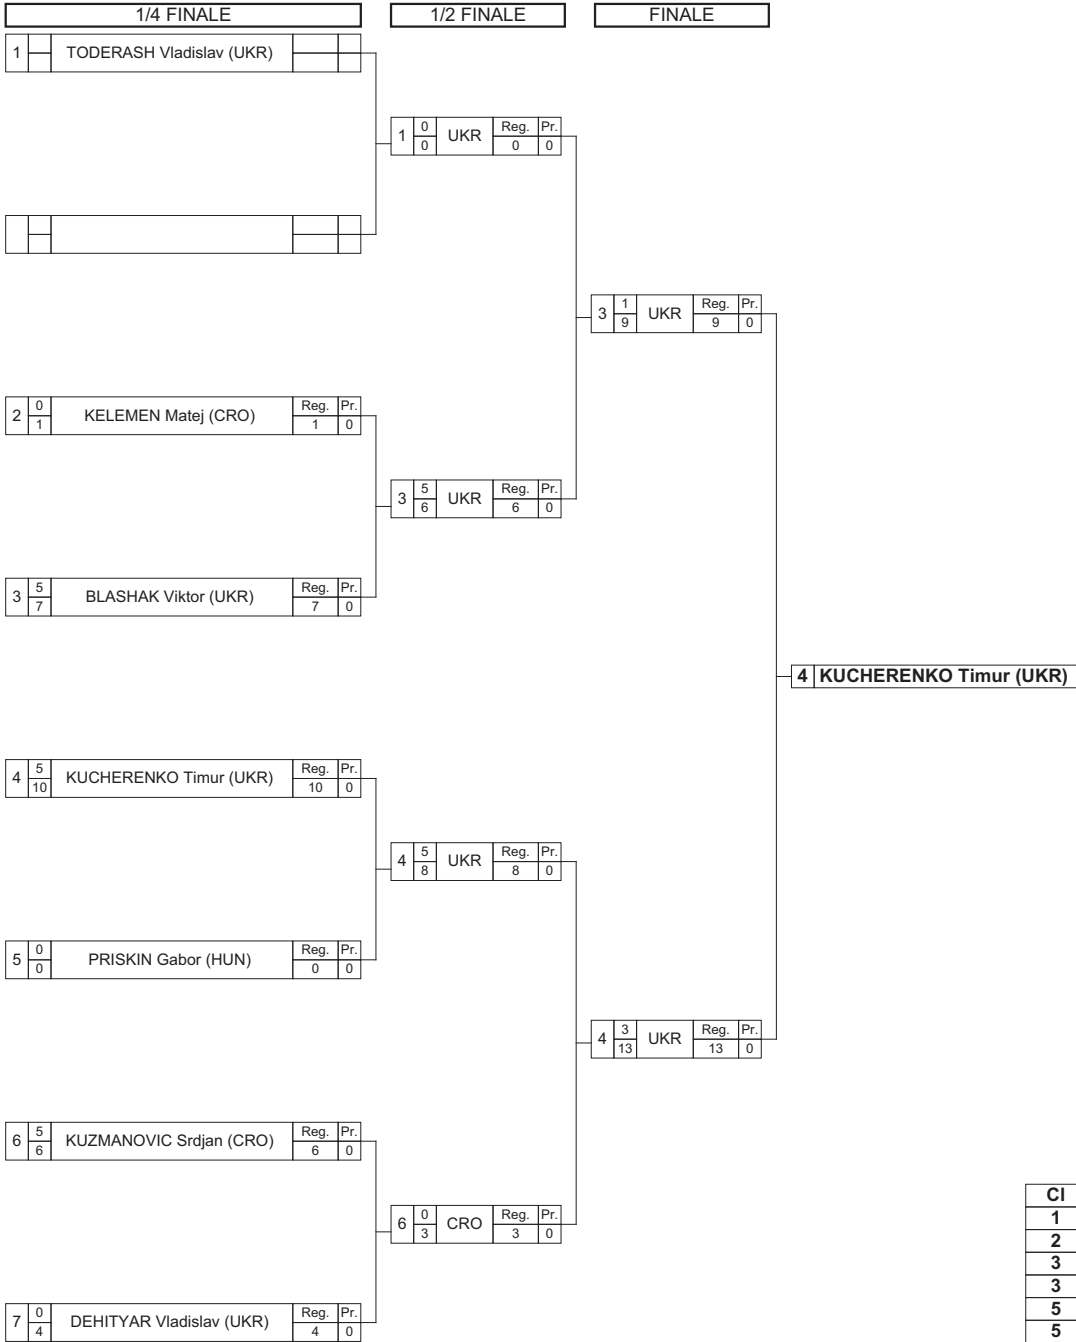 1/4 FINALE 1/2 FINALE FINALE
1 TODERASH Vladislav (UKR)
1 0 0 UKR Reg. Pr. 0 0
3 1 9 UKR Reg. Pr. 9 0
2 0 1 KELEMEN Matej (CRO) Reg. Pr. 1 0
3 5 6 UKR Reg. Pr. 6 0
3 5 7 BLASHAK Viktor (UKR) Reg. Pr. 7 0
4 KUCHERENKO Timur (UKR)
4 5 10 KUCHERENKO Timur (UKR) Reg. Pr. 10 0
4 5 8 UKR Reg. Pr. 8 0
5 0 0 PRISKIN Gabor (HUN) Reg. Pr. 0 0
4 3 13 UKR Reg. Pr. 13 0
6 5 6 KUZMANOVIC Srdjan (CRO) Reg. Pr. 6 0
6 0 3 CRO Reg. Pr. 3 0
7 0 4 DEHITYAR Vladislav (UKR) Reg. Pr. 4 0
Cl
1
2
3
3
5
5